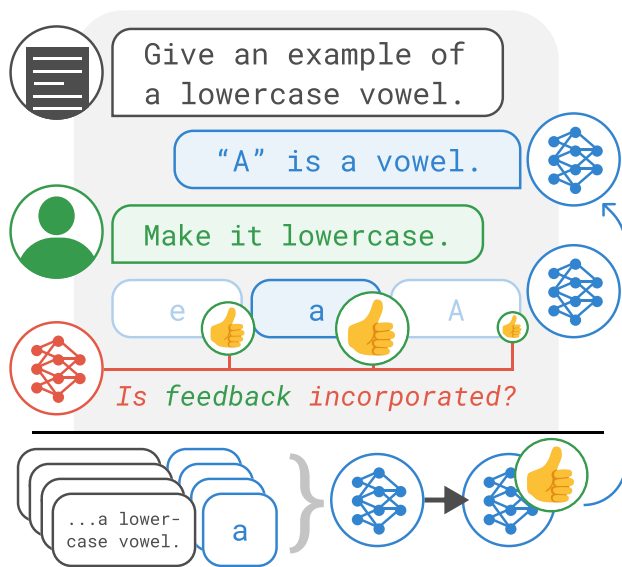 Give an example of
a lowercase vowel.
“A” is a vowel.
Make it lowercase.
e
a
A
Is feedback incorporated?
...a lower-
case vowel.
a